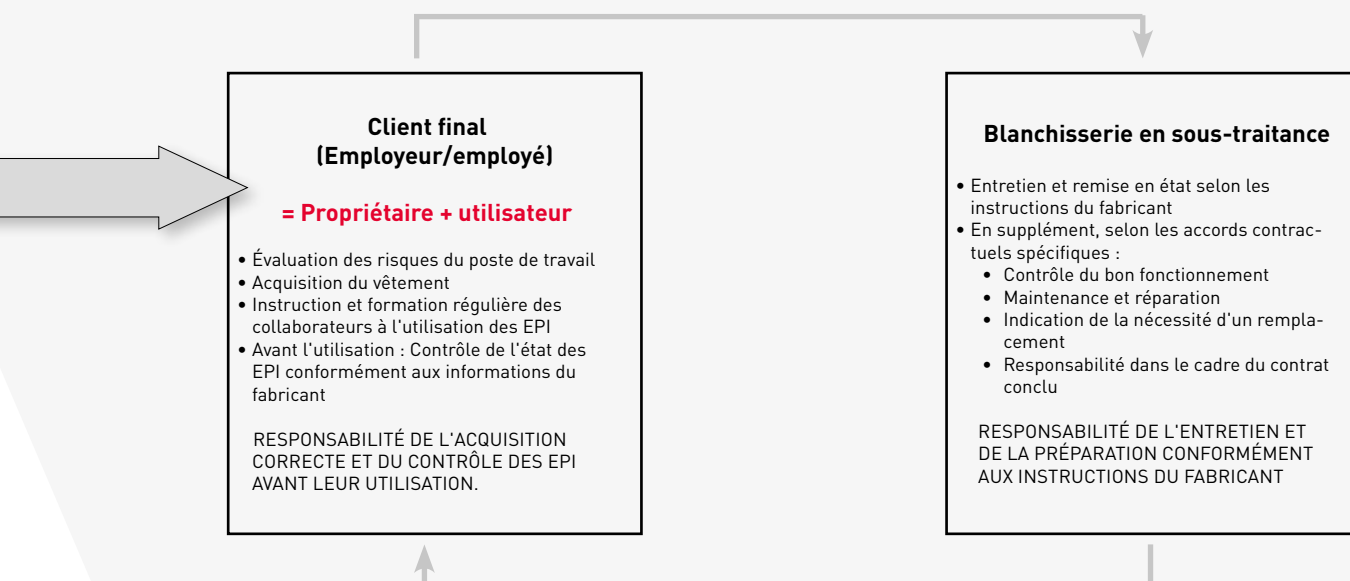 Client final
(Employeur/employé)
= Propriétaire + utilisateur
• Évaluation des risques du poste de travail
• Acquisition du vêtement
• Instruction et formation régulière des
collaborateurs à l'utilisation des EPI
• Avant l'utilisation : Contrôle de l'état des
EPI conformément aux informations du
fabricant
RESPONSABILITÉ DE L'ACQUISITION
CORRECTE ET DU CONTRÔLE DES EPI
AVANT LEUR UTILISATION.
Blanchisserie en sous-traitance
• Entretien et remise en état selon les
instructions du fabricant
• En supplément, selon les accords contrac-
tuels spécifiques :
• Contrôle du bon fonctionnement
• Maintenance et réparation
• Indication de la nécessité d'un rempla-
cement
• Responsabilité dans le cadre du contrat
conclu
RESPONSABILITÉ DE L'ENTRETIEN ET
DE LA PRÉPARATION CONFORMÉMENT
AUX INSTRUCTIONS DU FABRICANT